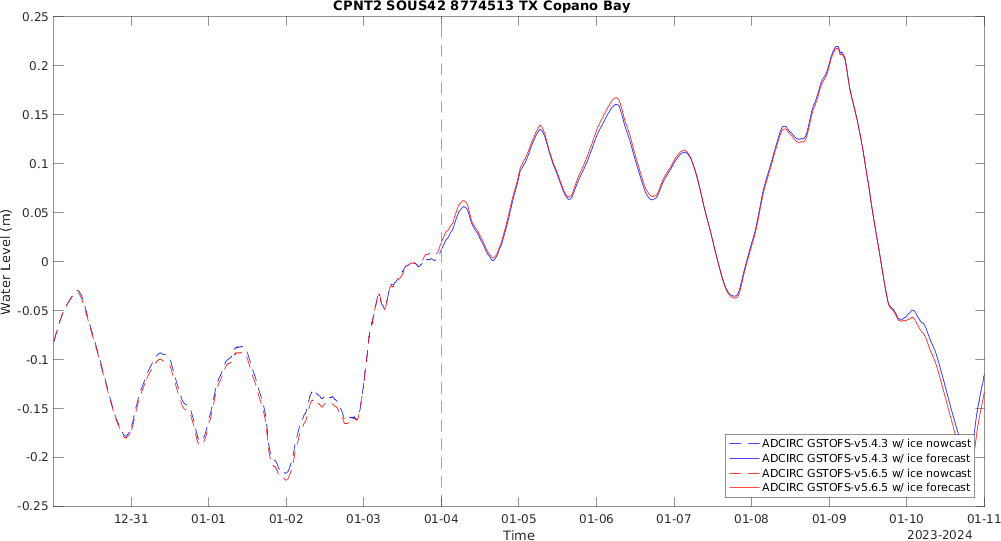 CPNT2 SOUS42 8774513 TX Copano Bay
0.25
0.2
0.15
0.1
0.05
0
-0.05
-0.1
-0.15
-0.2
-0.25
Water Level (m)
ADCIRC GSTOFS-v5.4.3 w/ ice nowcast
ADCIRC GSTOFS-v5.4.3 w/ ice forecast
ADCIRC GSTOFS-v5.6.5 w/ ice nowcast
ADCIRC GSTOFS-v5.6.5 w/ ice forecast
12-31 01-01 01-02 01-03 01-04 01-05 01-06 01-07 01-08 01-09 01-10 01-11
Time
2023-2024